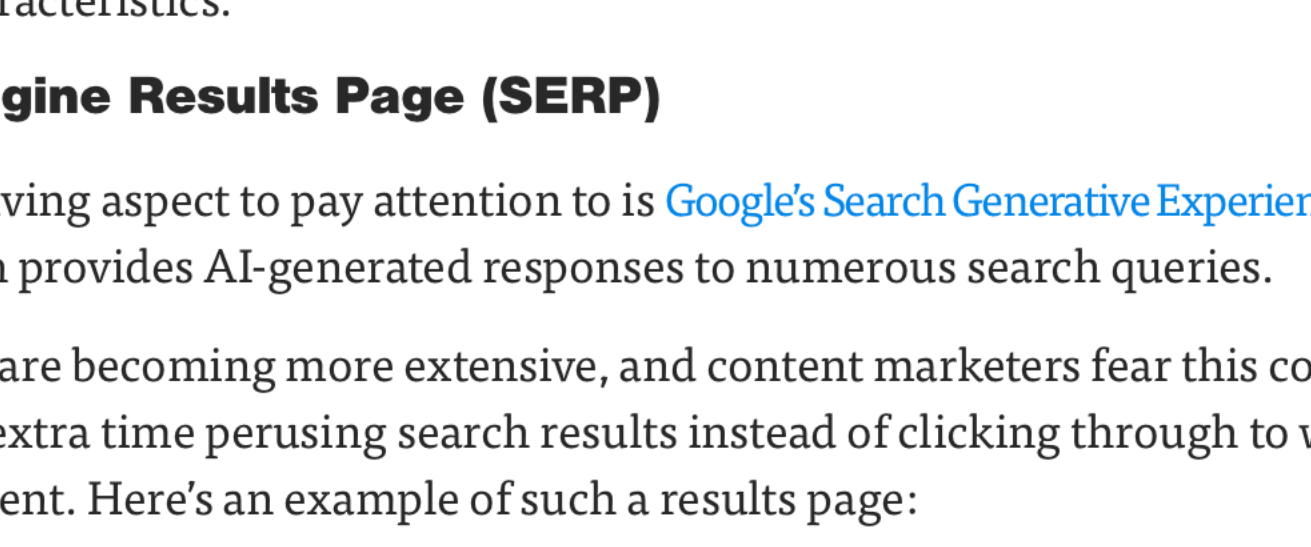 racteristics.
gine Results Page (SERP)
ving aspect to pay attention to is Google's Search Generative Experien
provides AI-generated responses to numerous search queries.
are becoming more extensive, and content marketers fear this co
extra time perusing search results instead of clicking through to
ent. Here's an example of such a results page: